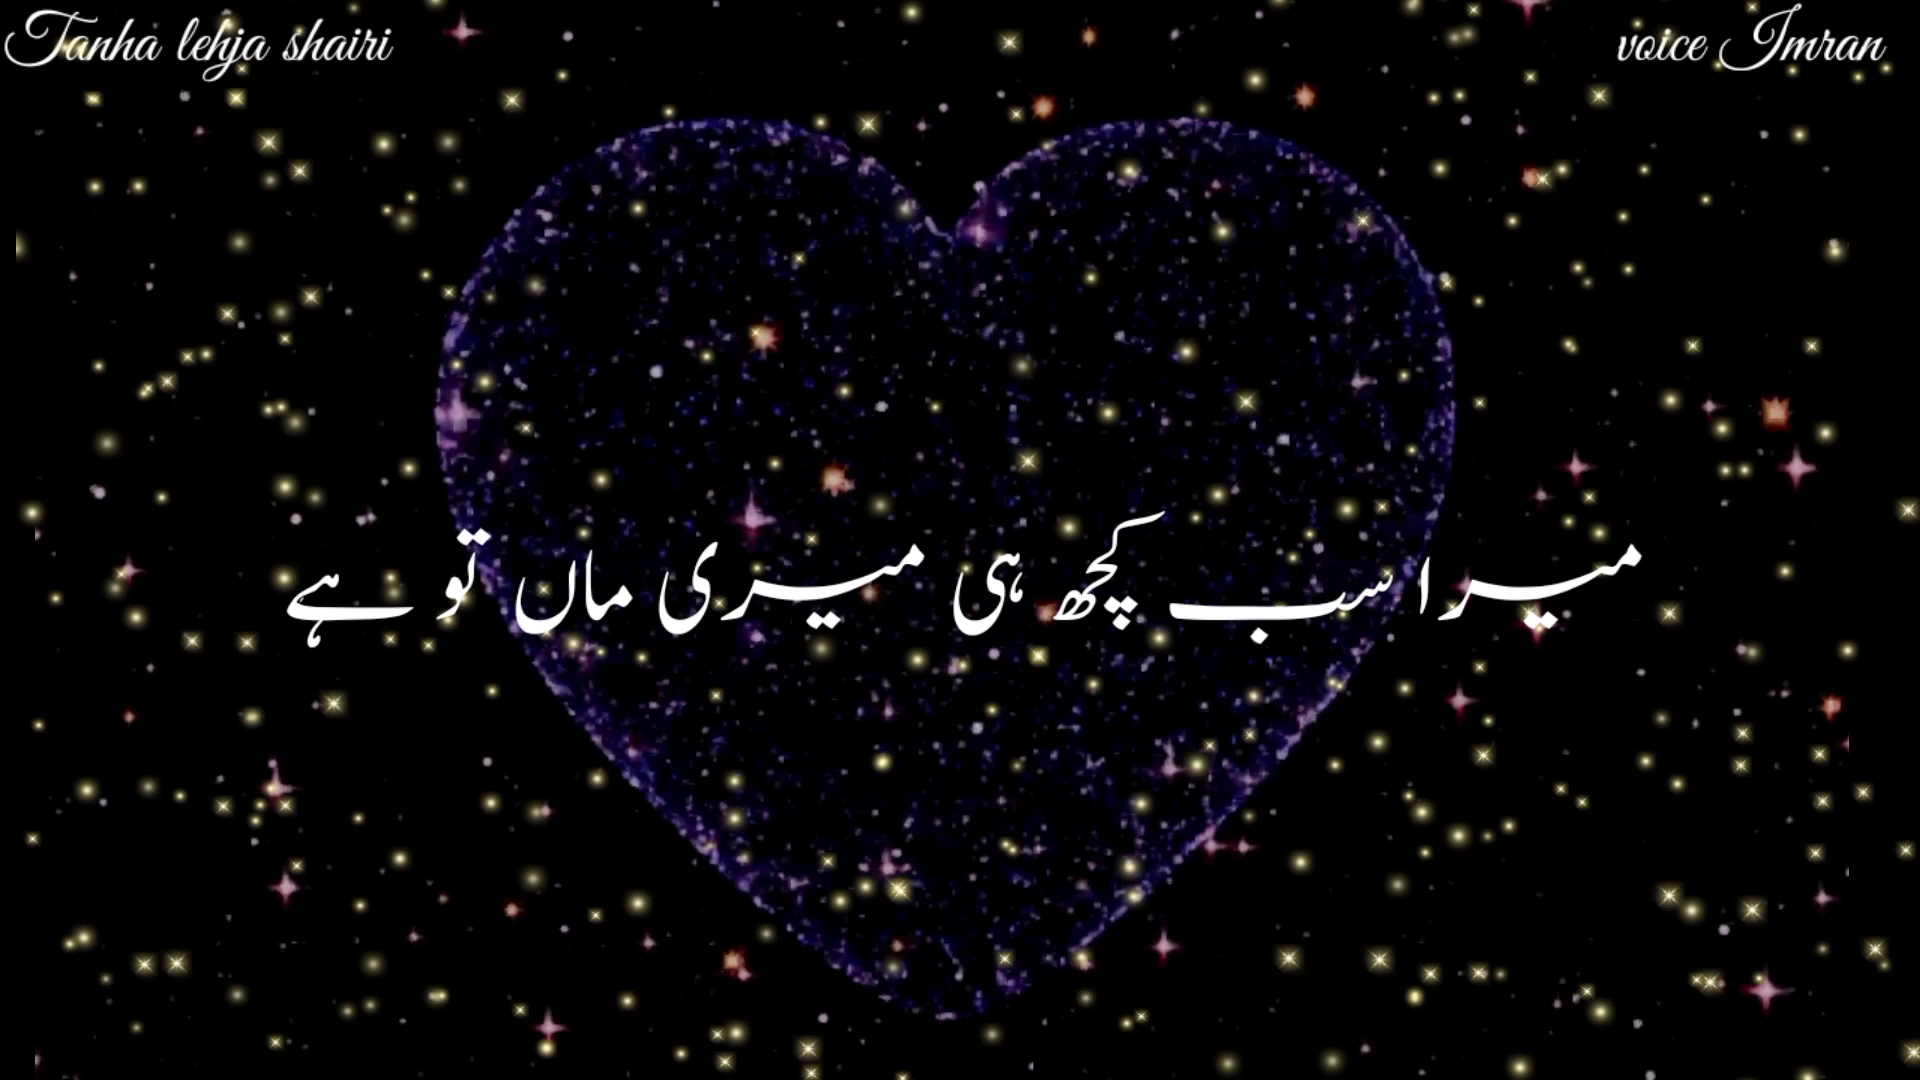 Tanha lehja shairi
voice Imran
میرا سب کچھ ہی میری ماں تو ہے